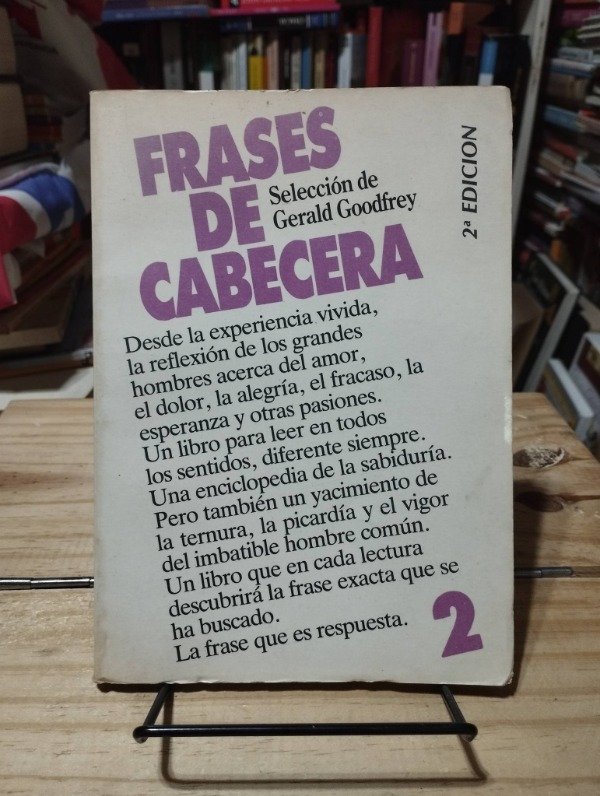 FRASES
DE
CABECERA
Selección de
Gerald Goodfrey
2ª EDICION
Desde la experiencia vivida,
la reflexión de los grandes
hombres acerca del amor,
el dolor, la alegría, el fracaso, la
esperanza y otras pasiones.
Un libro para leer en todos
los sentidos, diferente siempre.
Una enciclopedia de la sabiduría.
Pero también un yacimiento de
la ternura, la picardía y el vigor
del imbatible hombre común.
Un libro que en cada lectura
descubrirá la frase exacta que se
ha buscado.
La frase que es respuesta.
2